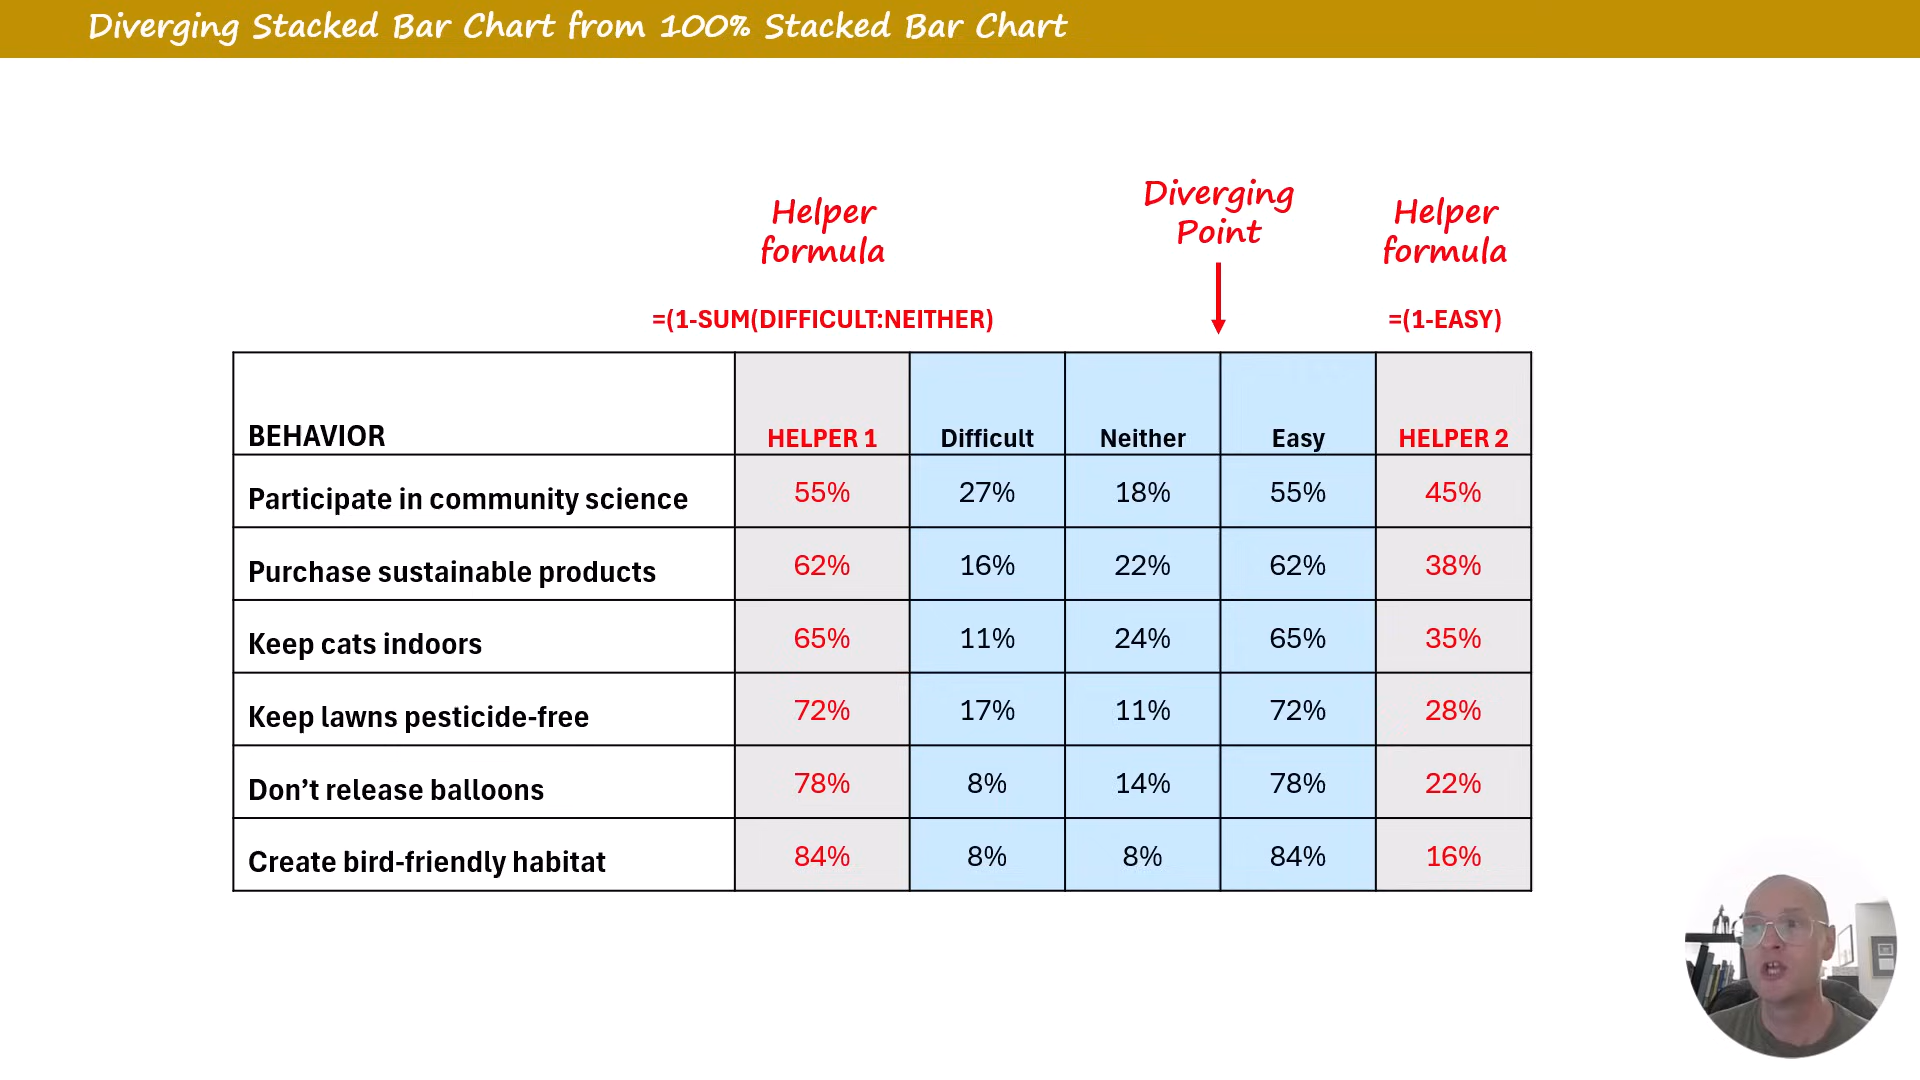 Diverging Stacked Bar Chart from 100% Stacked Bar Chart
Helper formula
Diverging Point
Helper formula
=(1-SUM(DIFFICULT:NEITHER)
=(1-EASY)
BEHAVIOR HELPER 1 Difficult Neither Easy HELPER 2
Participate in community science 55% 27% 18% 55% 45%
Purchase sustainable products 62% 16% 22% 62% 38%
Keep cats indoors 65% 11% 24% 65% 35%
Keep lawns pesticide-free 72% 17% 11% 72% 28%
Don’t release balloons 78% 8% 14% 78% 22%
Create bird-friendly habitat 84% 8% 8% 84% 16%